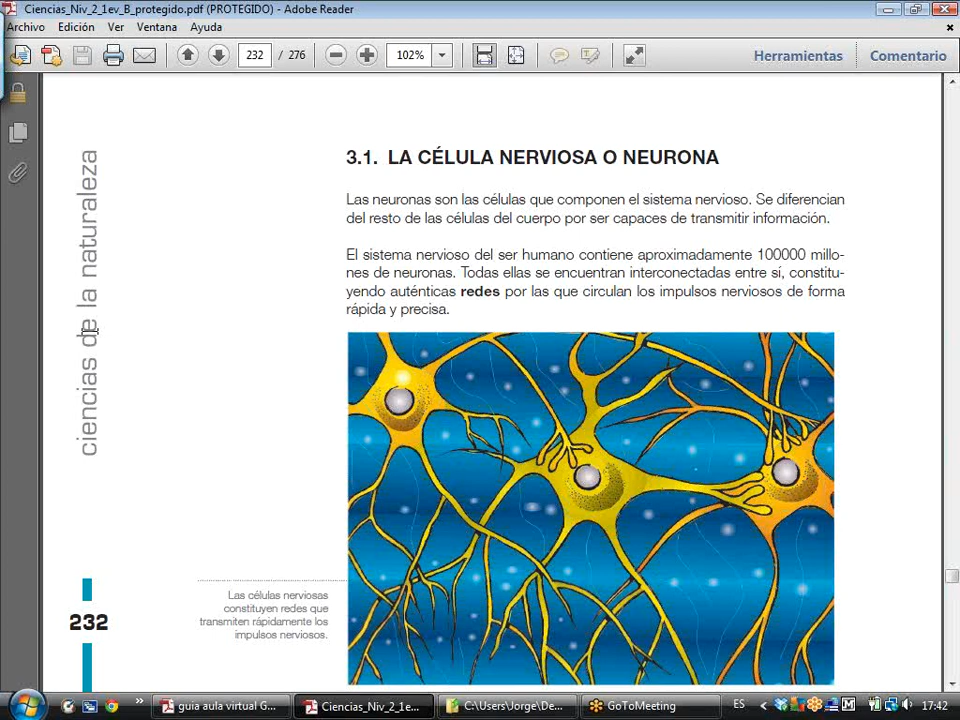 Ciencias_Niv_2_1ev_B_protegido.pdf (PROTEGIDO) - Adobe Reader
Archivo Edición Ver Ventana Ayuda
232 / 276 102% Herramientas Comentario
ciencias de la naturaleza
3.1. LA CÉLULA NERVIOSA O NEURONA
Las neuronas son las células que componen el sistema nervioso. Se diferencian
del resto de las células del cuerpo por ser capaces de transmitir información.
El sistema nervioso del ser humano contiene aproximadamente 100000 millo-
nes de neuronas. Todas ellas se encuentran interconectadas entre sí, constitu-
yendo auténticas redes por las que circulan los impulsos nerviosos de forma
rápida y precisa.
Las células nerviosas
constituyen redes que
transmiten rápidamente los
impulsos nerviosos.
232
guia aula virtual G... Ciencias_Niv_2_1e... C:\Users\Jorge\De... GoToMeeting ES 17:42